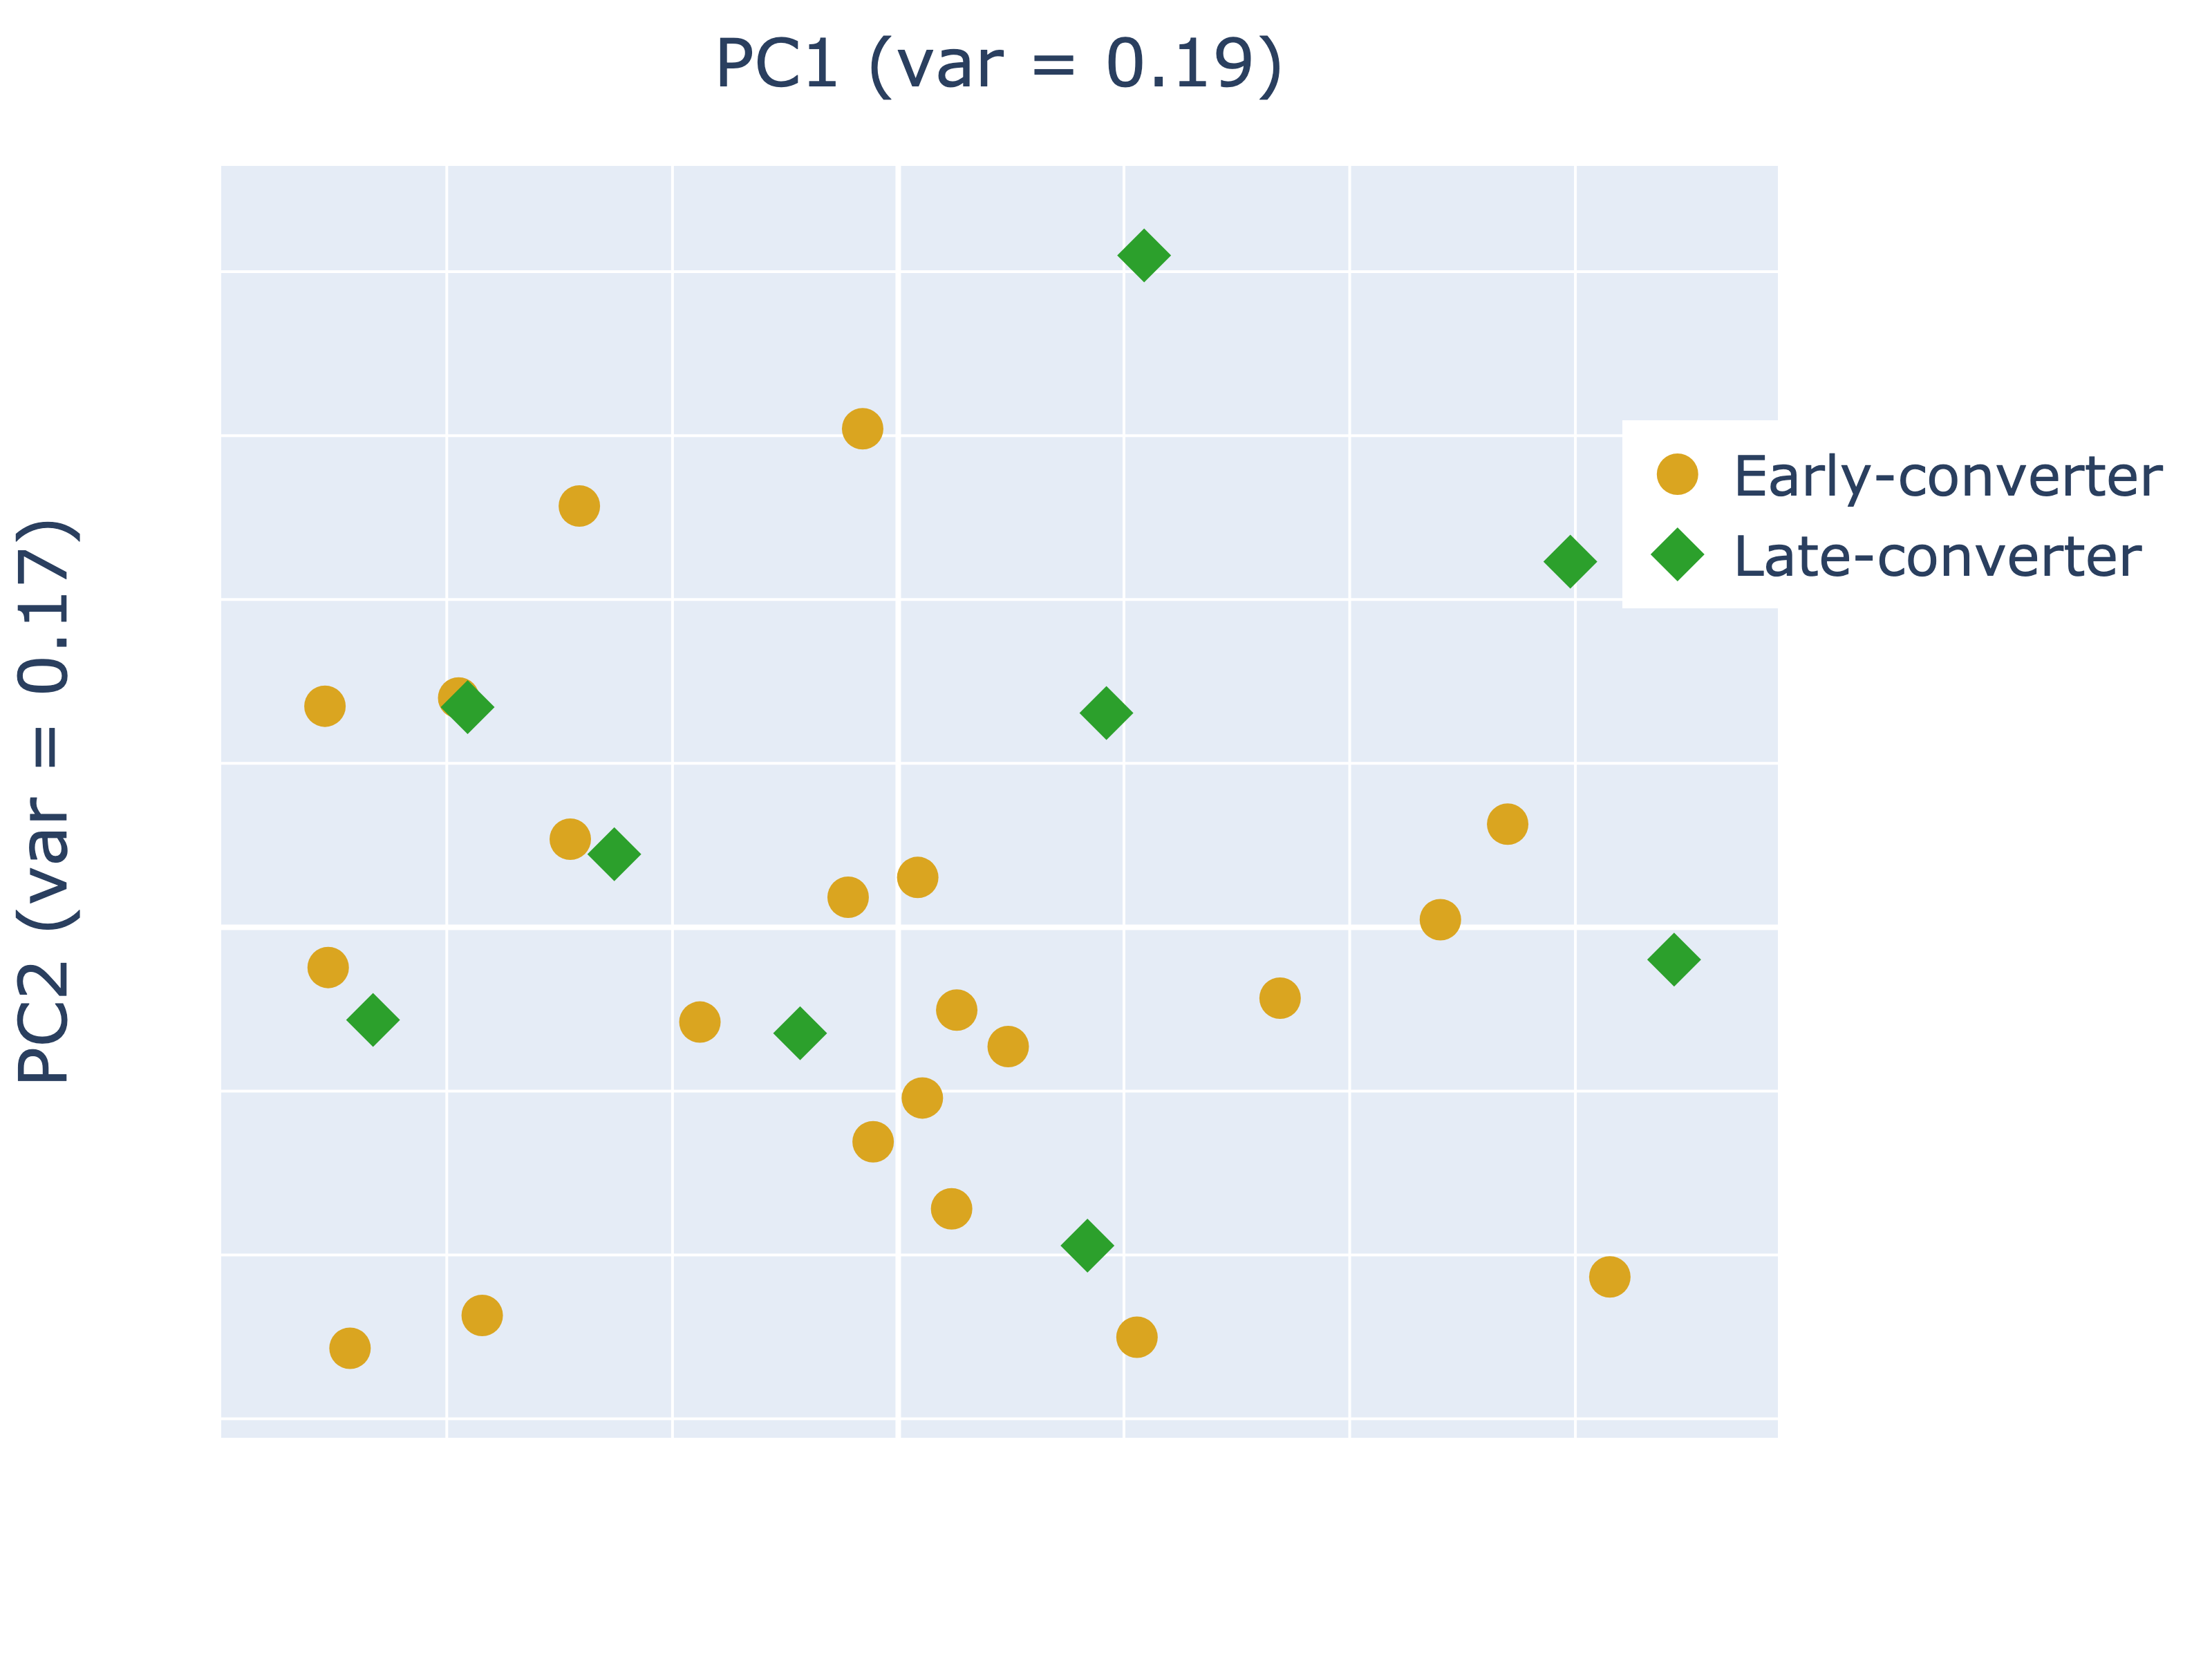 PC1 (var = 0.19)
PC2 (var = 0.17)
Early-converter
Late-converter